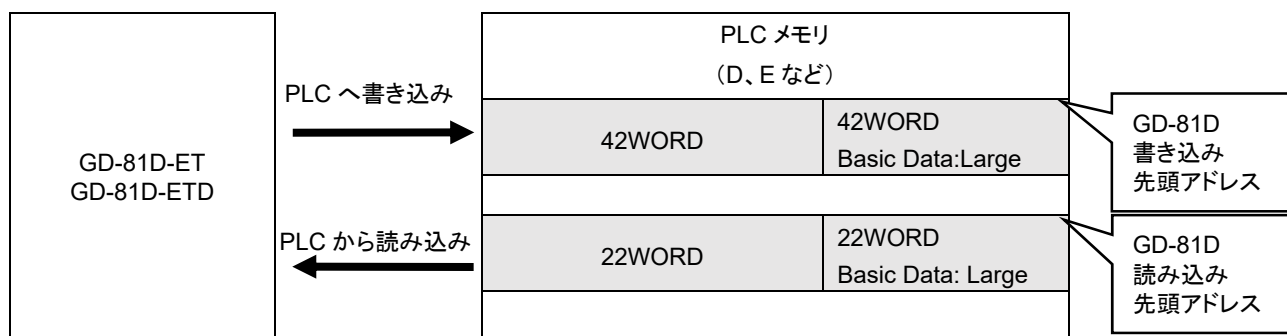 GD-81D-ET
GD-81D-ETD
PLC へ書き込み
PLC から読み込み
PLC メモリ
（D、E など）
42WORD
42WORD
Basic Data:Large
22WORD
22WORD
Basic Data: Large
GD-81D
書き込み
先頭アドレス
GD-81D
読み込み
先頭アドレス